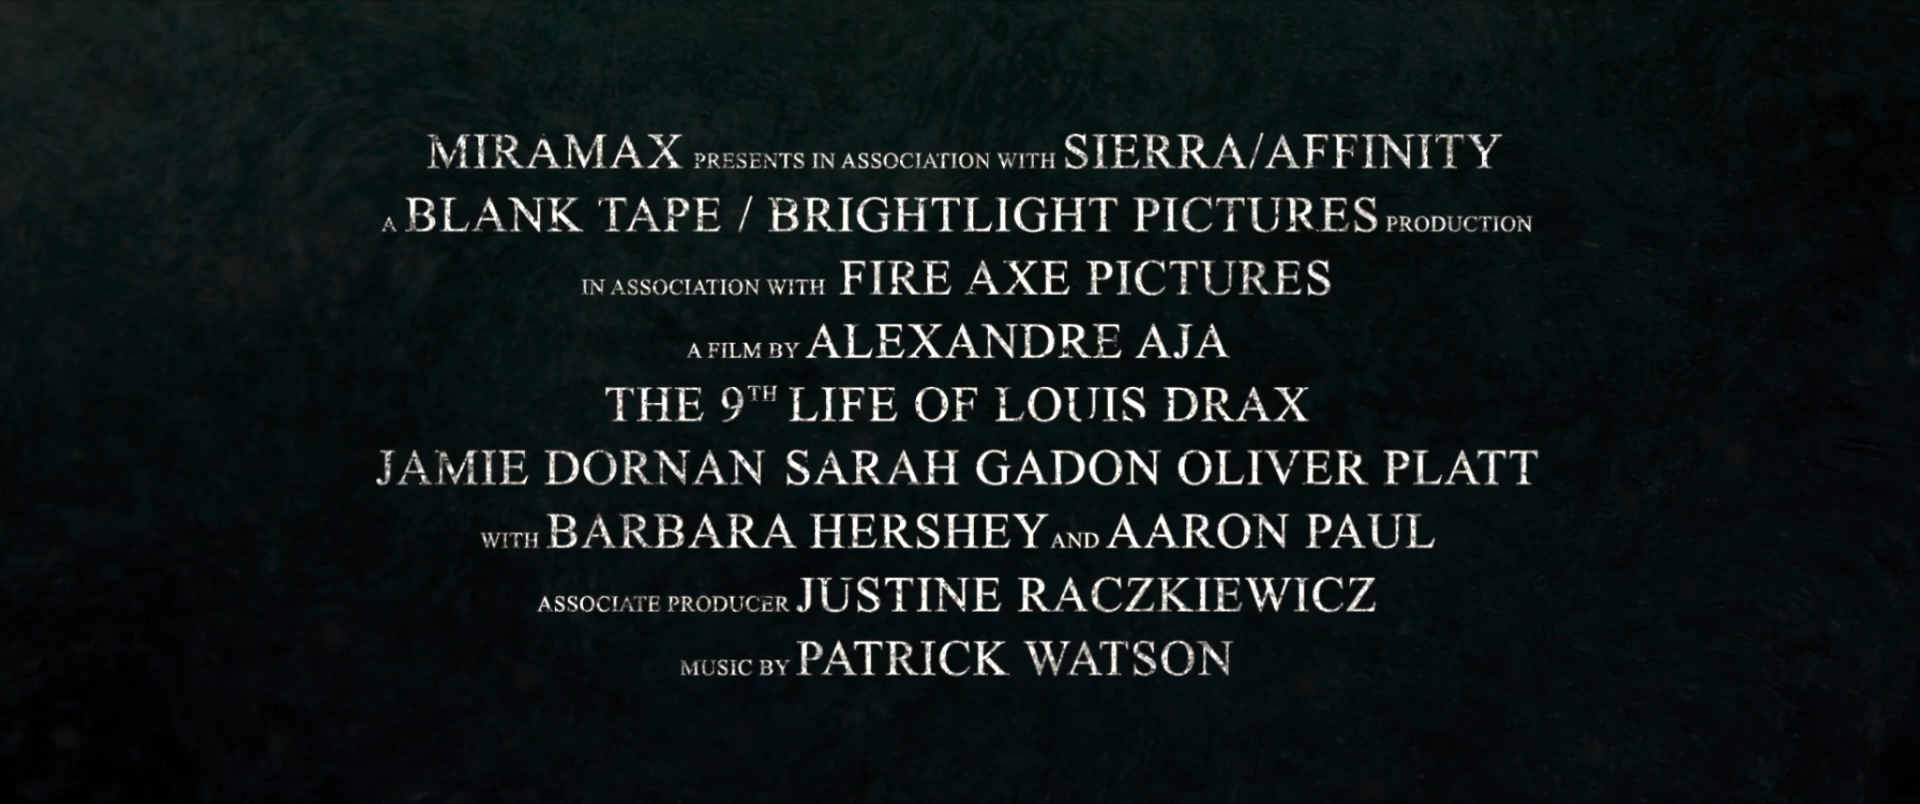 MIRAMAX PRESENTS IN ASSOCIATION WITH SIERRA/AFFINITY
A BLANK TAPE / BRIGHTLIGHT PICTURES PRODUCTION
IN ASSOCIATION WITH FIRE AXE PICTURES
A FILM BY ALEXANDRE AJA
THE 9TH LIFE OF LOUIS DRAX
JAMIE DORNAN SARAH GADON OLIVER PLATT
WITH BARBARA HERSHEY AND AARON PAUL
ASSOCIATE PRODUCER JUSTINE RACZKIEWICZ
MUSIC BY PATRICK WATSON